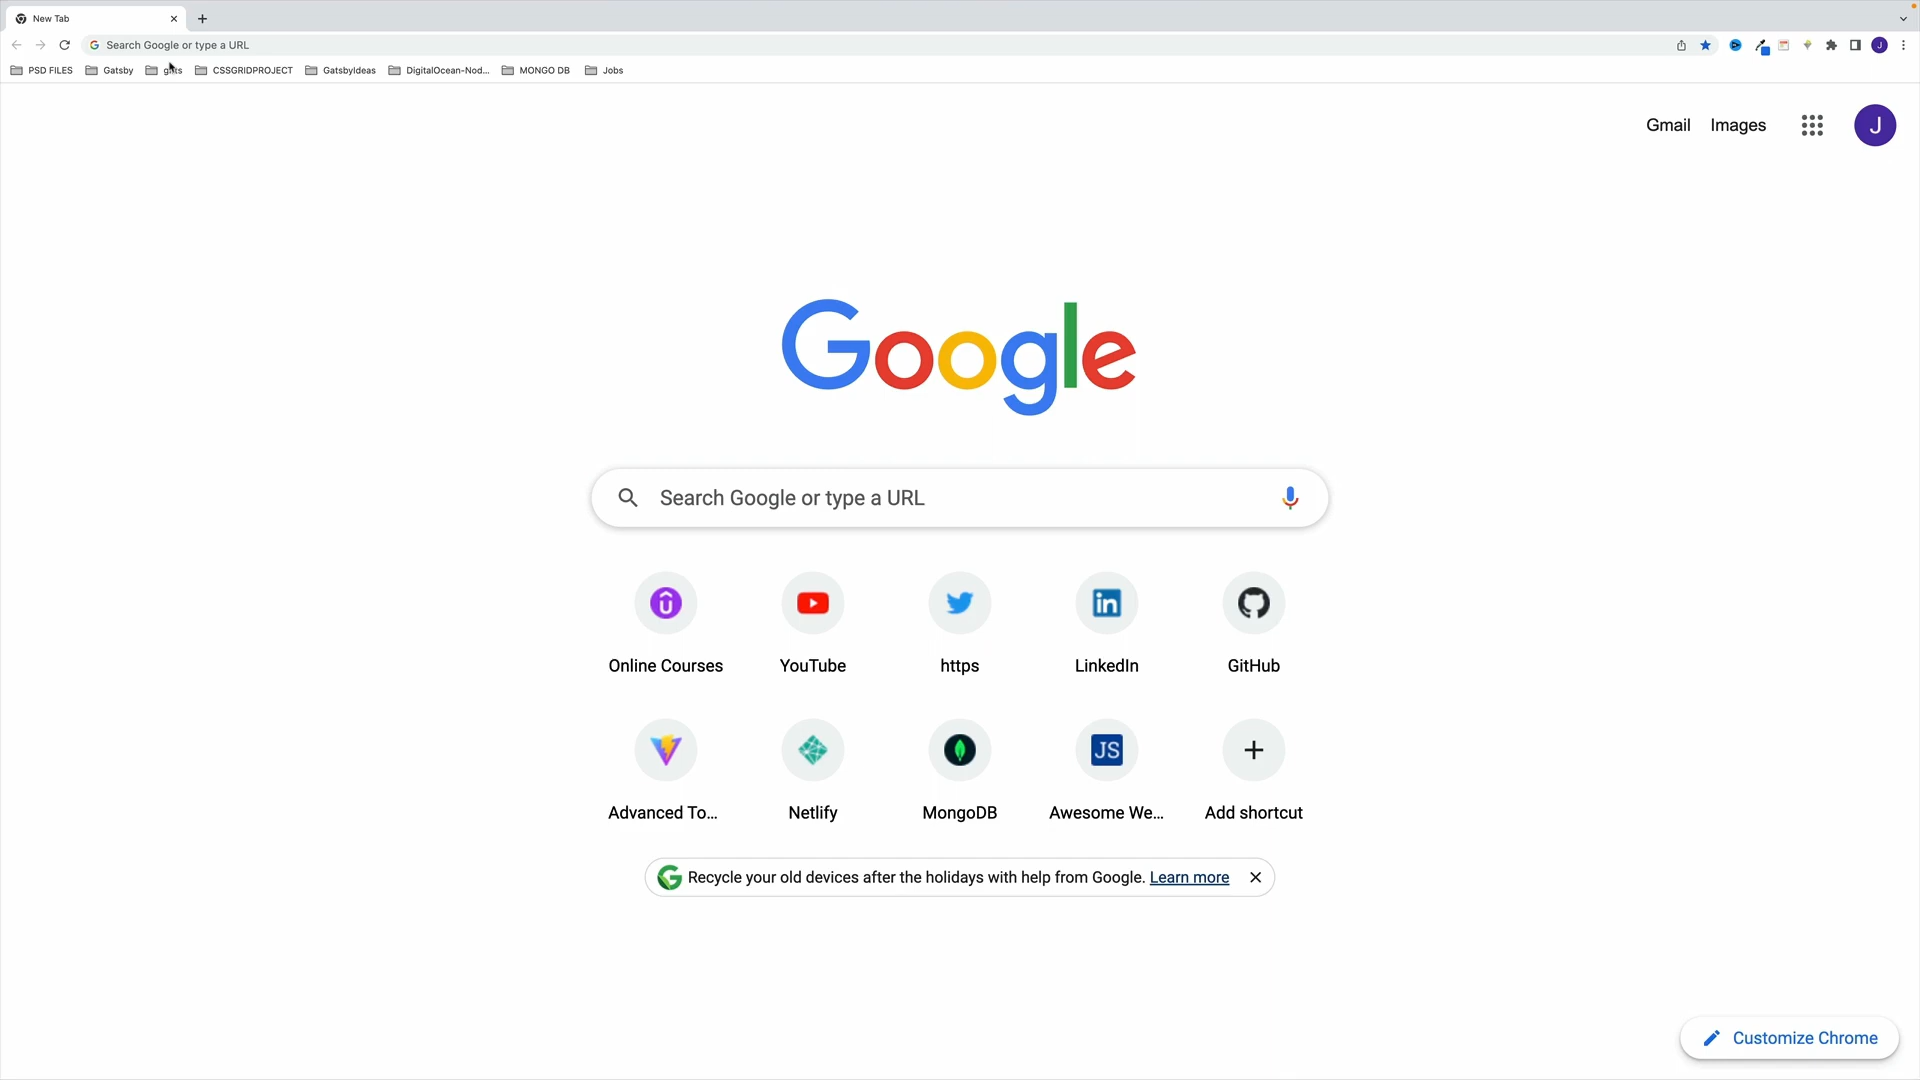 New Tab
Search Google or type a URL
PSD FILES Gatsby CSSGRIDPROJECT GatsbyIdeas DigitalOcean-Nod... MONGO DB Jobs
Gmail Images J
Google
Search Google or type a URL
Online Courses YouTube https LinkedIn GitHub
JS
Advanced To... Netlify MongoDB Awesome We... Add shortcut
Recycle your old devices after the holidays with help from Google. Learn more
Customize Chrome